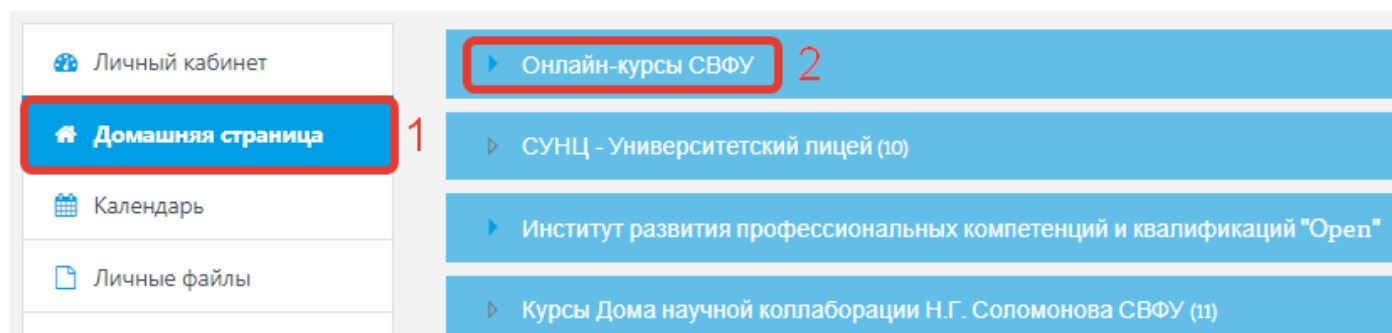 Личный кабинет
Домашняя страница 1
Календарь
Личные файлы
Онлайн-курсы СВФУ 2
СУНЦ - Университетский лицей (10)
Институт развития профессиональных компетенций и квалификаций "Open"
Курсы Дома научной коллаборации Н.Г. Соломонова СВФУ (11)